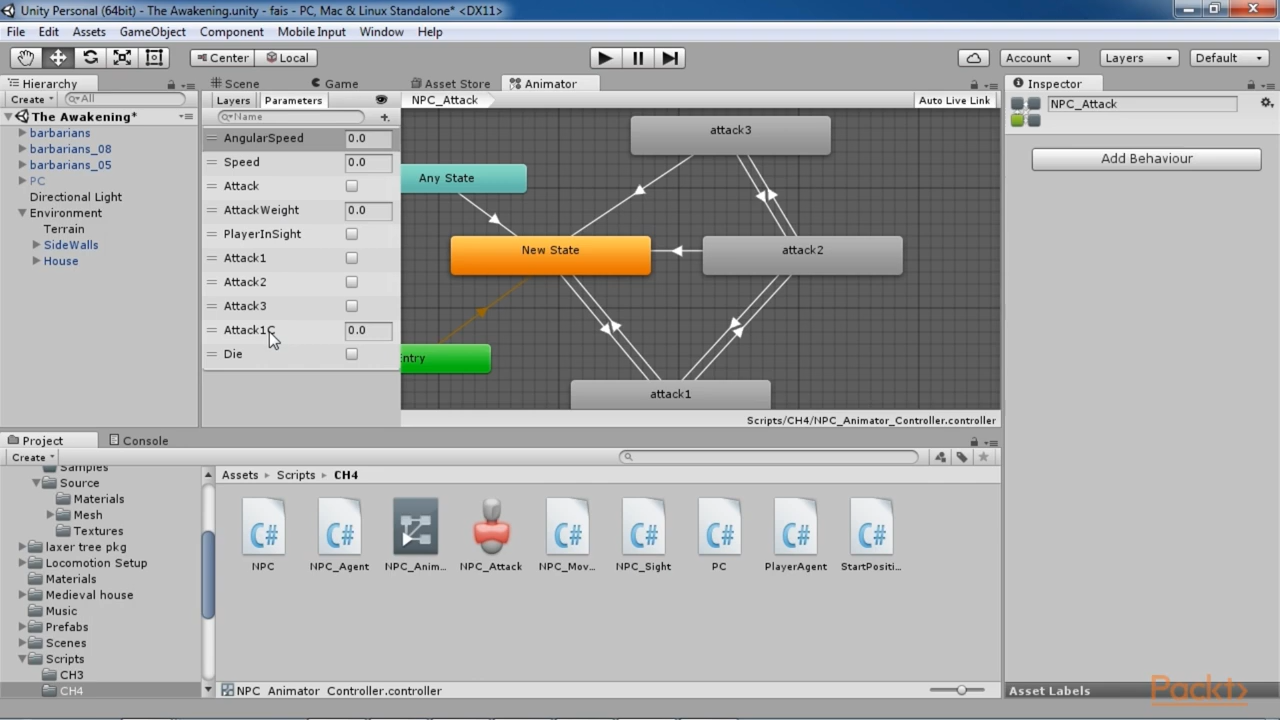 Unity Personal (64bit) - The Awakening.unity - fais - PC, Mac & Linux Standalone* <DX11>
File Edit Assets GameObject Component Mobile Input Window Help
Center Local Account Layers Default
Hierarchy Scene Game Asset Store Animator Inspector
Create All Layers Parameters NPC_Attack Auto Live Link NPC_Attack
Name
The Awakening*
barbarians
barbarians_08
barbarians_05
PC
Directional Light
Environment
Terrain
SideWalls
House
AngularSpeed 0.0
Speed 0.0
Attack
AttackWeight 0.0
PlayerInSight
Attack1
Attack2
Attack3
Attack1C 0.0
Die
attack3
Any State
New State
attack2
Entry
attack1
Scripts/CH4/NPC_Animator_Controller.controller
Add Behaviour
Project Console
Create
Samples
Source
Materials
Mesh
Textures
laxer tree pkg
Locomotion Setup
Materials
Medieval house
Music
Prefabs
Scenes
Scripts
CH3
CH4
Assets Scripts CH4
C# C# C# C# C# C# C#
NPC NPC_Agent NPC_Anim... NPC_Attack NPC_Mov... NPC_Sight PC PlayerAgent StartPositi...
NPC_Animator_Controller.controller
Asset Labels
Packt>